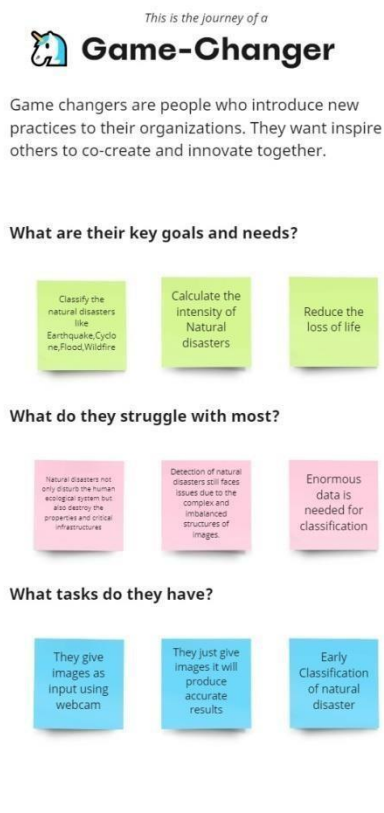 This is the journey of a
Game-Changer
Game changers are people who introduce new
practices to their organizations. They want inspire
others to co-create and innovate together.
What are their key goals and needs?
Classify the
natural disasters
like
Earthquake,Cyclo
ne,Flood,Wildfire
Calculate the
intensity of
Natural
disasters
Reduce the
loss of life
What do they struggle with most?
Natural disasters not
only disturb the human
ecological system but
also destroy the
properties and critical
infrastructures
Detection of natural
disasters still faces
issues due to the
complex and
imbalanced
structures of
images.
Enormous
data is
needed for
classification
What tasks do they have?
They give
images as
input using
webcam
They just give
images it will
produce
accurate
results
Early
Classification
of natural
disaster